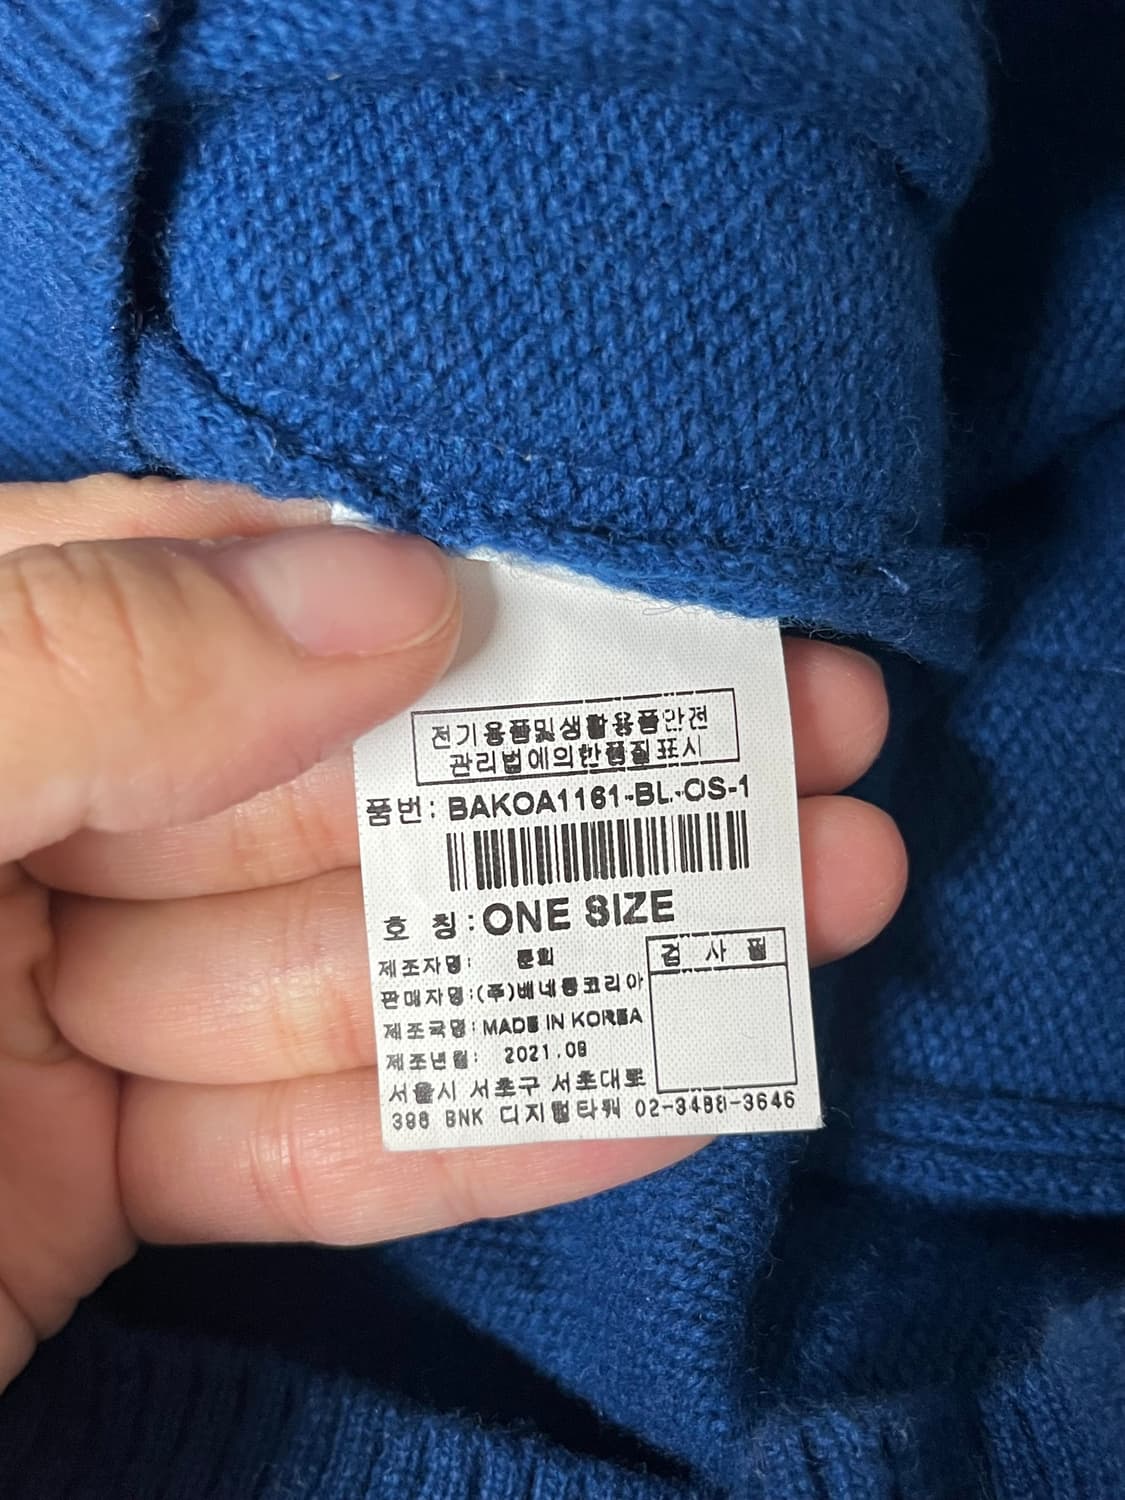 전기용품및생활용품안전
관리법에의한품질표시
품번: BAKOA1161-BL-OS-1
호 칭: ONE SIZE
제조자명:
판매자명:(주)베네통코리아
제조국명: MADE IN KOREA
제조년월: 2021.08
검 사 필
서울시 서초구 서초대로
398 BNK 디지털타워 02-3488-3646